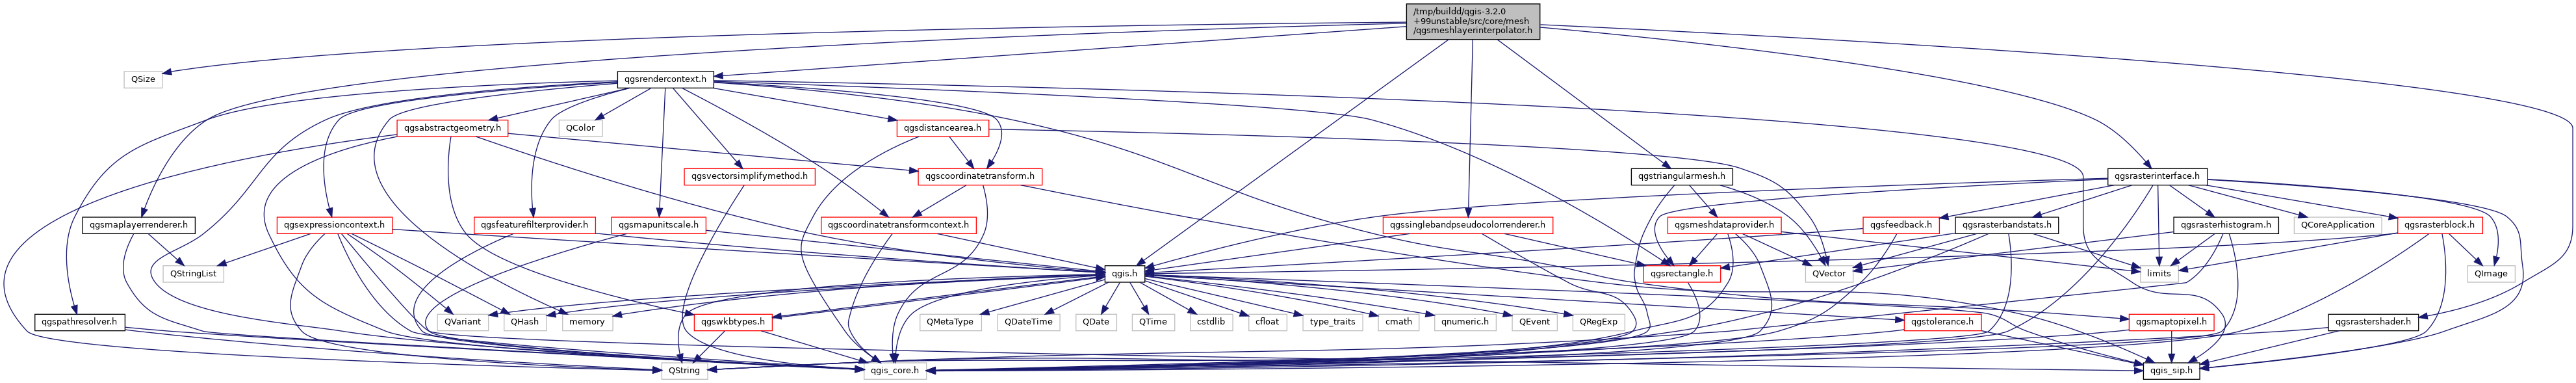 /tmp/buildd/qgis-3.2.0
+99unstable/src/core/mesh
/qgsmeshlayerinterpolator.h
QSize
qgsrendercontext.h
qgsabstractgeometry.h
QColor
qgsdistancearea.h
qgsvectorsimplifymethod.h
qgscoordinatetransform.h
qgstriangularmesh.h
qgsrasterinterface.h
qgsmaplayerrenderer.h
qgsexpressioncontext.h
qgsfeaturefilterprovider.h
qgsmapunitscale.h
qgscoordinatetransformcontext.h
qgssinglebandpseudocolorrenderer.h
qgsmeshdataprovider.h
qgsfeedback.h
qgsrasterbandstats.h
qgsrasterhistogram.h
QCoreApplication
qgsrasterblock.h
QStringList
qgis.h
qgsrectangle.h
QVector
limits
QImage
qgspathresolver.h
QVariant
QHash
memory
qgswkbtypes.h
QMetaType
QDateTime
QDate
QTime
cstdlib
cfloat
type_traits
cmath
qnumeric.h
QEvent
QRegExp
qgstolerance.h
qgsmaptopixel.h
qgsrastershader.h
QString
qgis_core.h
qgis_sip.h